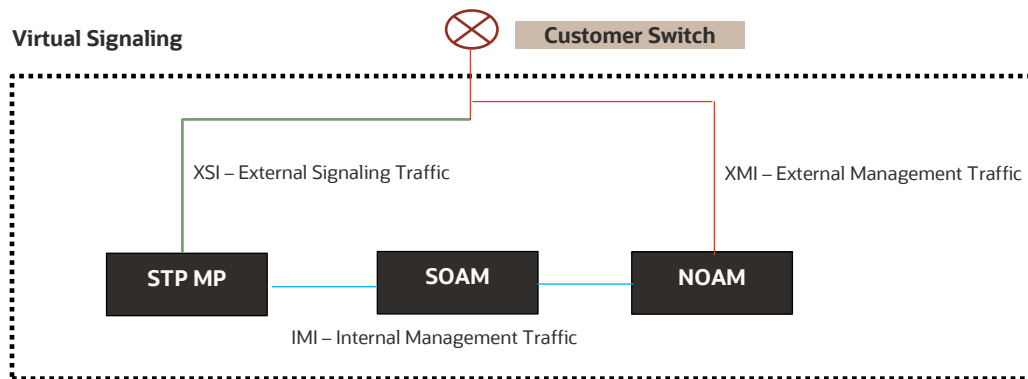 Virtual Signaling
Customer Switch
XSI – External Signaling Traffic
XMI – External Management Traffic
STP MP
SOAM
NOAM
IMI – Internal Management Traffic